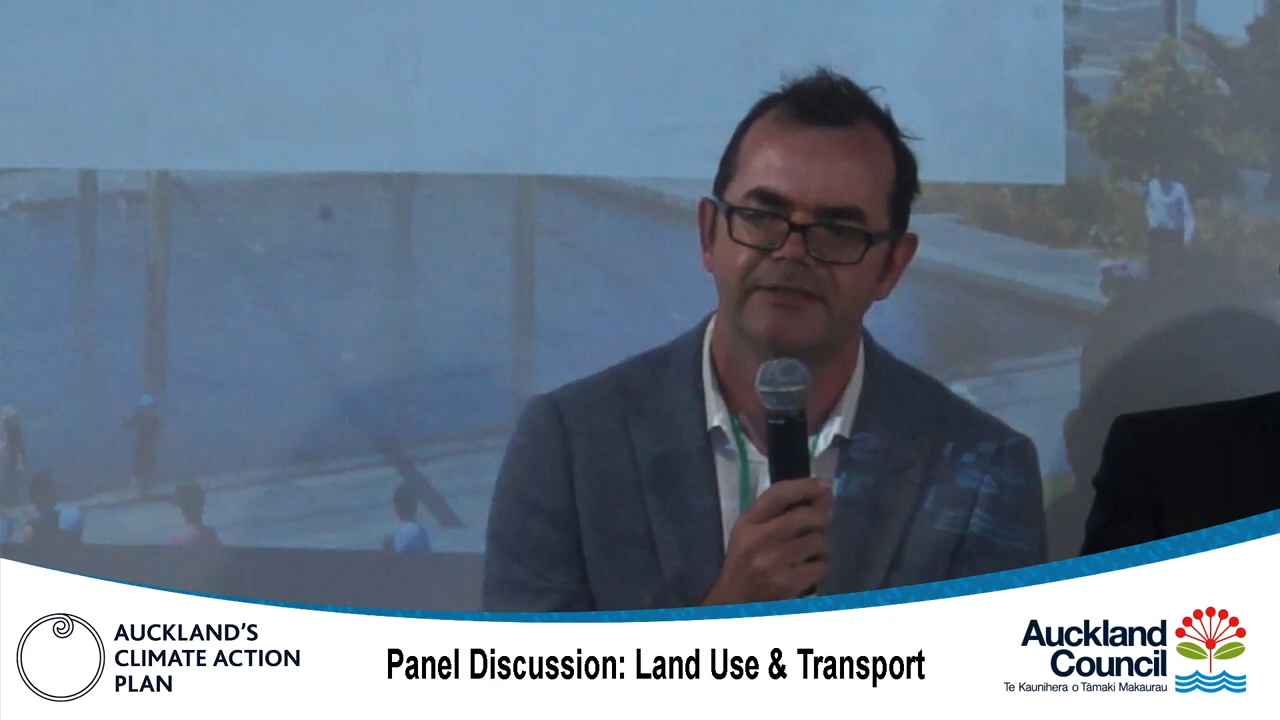 AUCKLAND'S
CLIMATE ACTION
PLAN
Panel Discussion: Land Use & Transport
Auckland
Council
Te Kaunihera o Tāmaki Makaurau